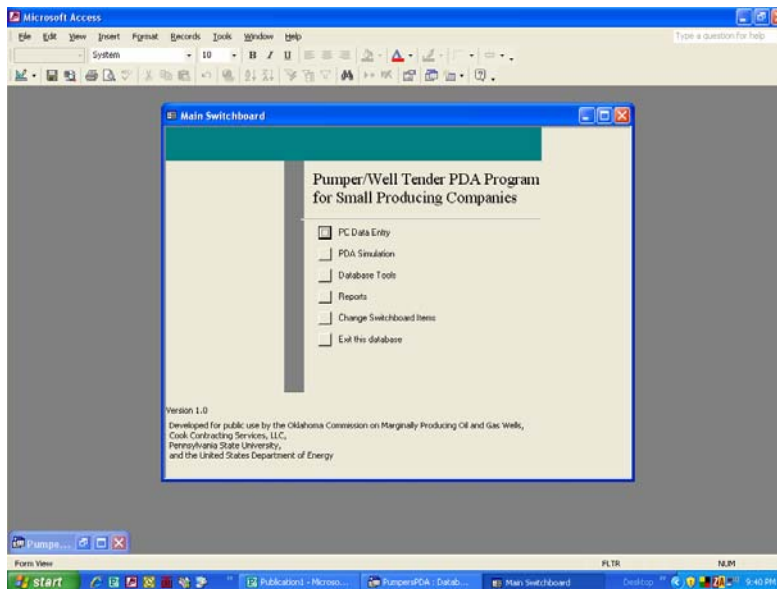 Microsoft Access
File Edit View Insert Format Records Tools Window Help
Type a question for help
System 10 B I U
Main Switchboard
Pumper/Well Tender PDA Program
for Small Producing Companies
PC Data Entry
PDA Simulation
Database Tools
Reports
Change Switchboard Items
Exit this database
Version 1.0
Developed for public use by the Oklahoma Commission on Marginally Producing Oil and Gas Wells,
Cook Contracting Services, LLC,
Pennsylvania State University,
and the United States Department of Energy
Pumpe...
Form View FLTR NUM
start Publication1 - Microso... PumpersPDA : Datab... Main Switchboard Desktop 9:40 PM